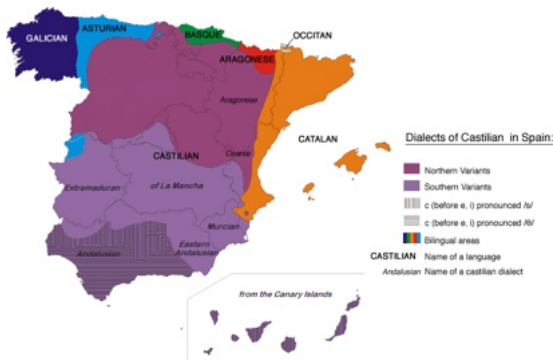 GALICIAN
ASTURIAN
BASQUE
OCCITAN
ARAGONESE
Aragonese
CATALAN
CASTILIAN
Coarse
Extremaduran
of La Mancha
Murcian
Eastern
Andalusian
Andalusian
from the Canary Islands
Dialects of Castilian in Spain:
Northern Variants
Southern Variants
c (before e, i) pronounced /s/
c (before e, i) pronounced /θ/
Bilingual areas
CASTILIAN Name of a language
Andalusian Name of a castilian dialect